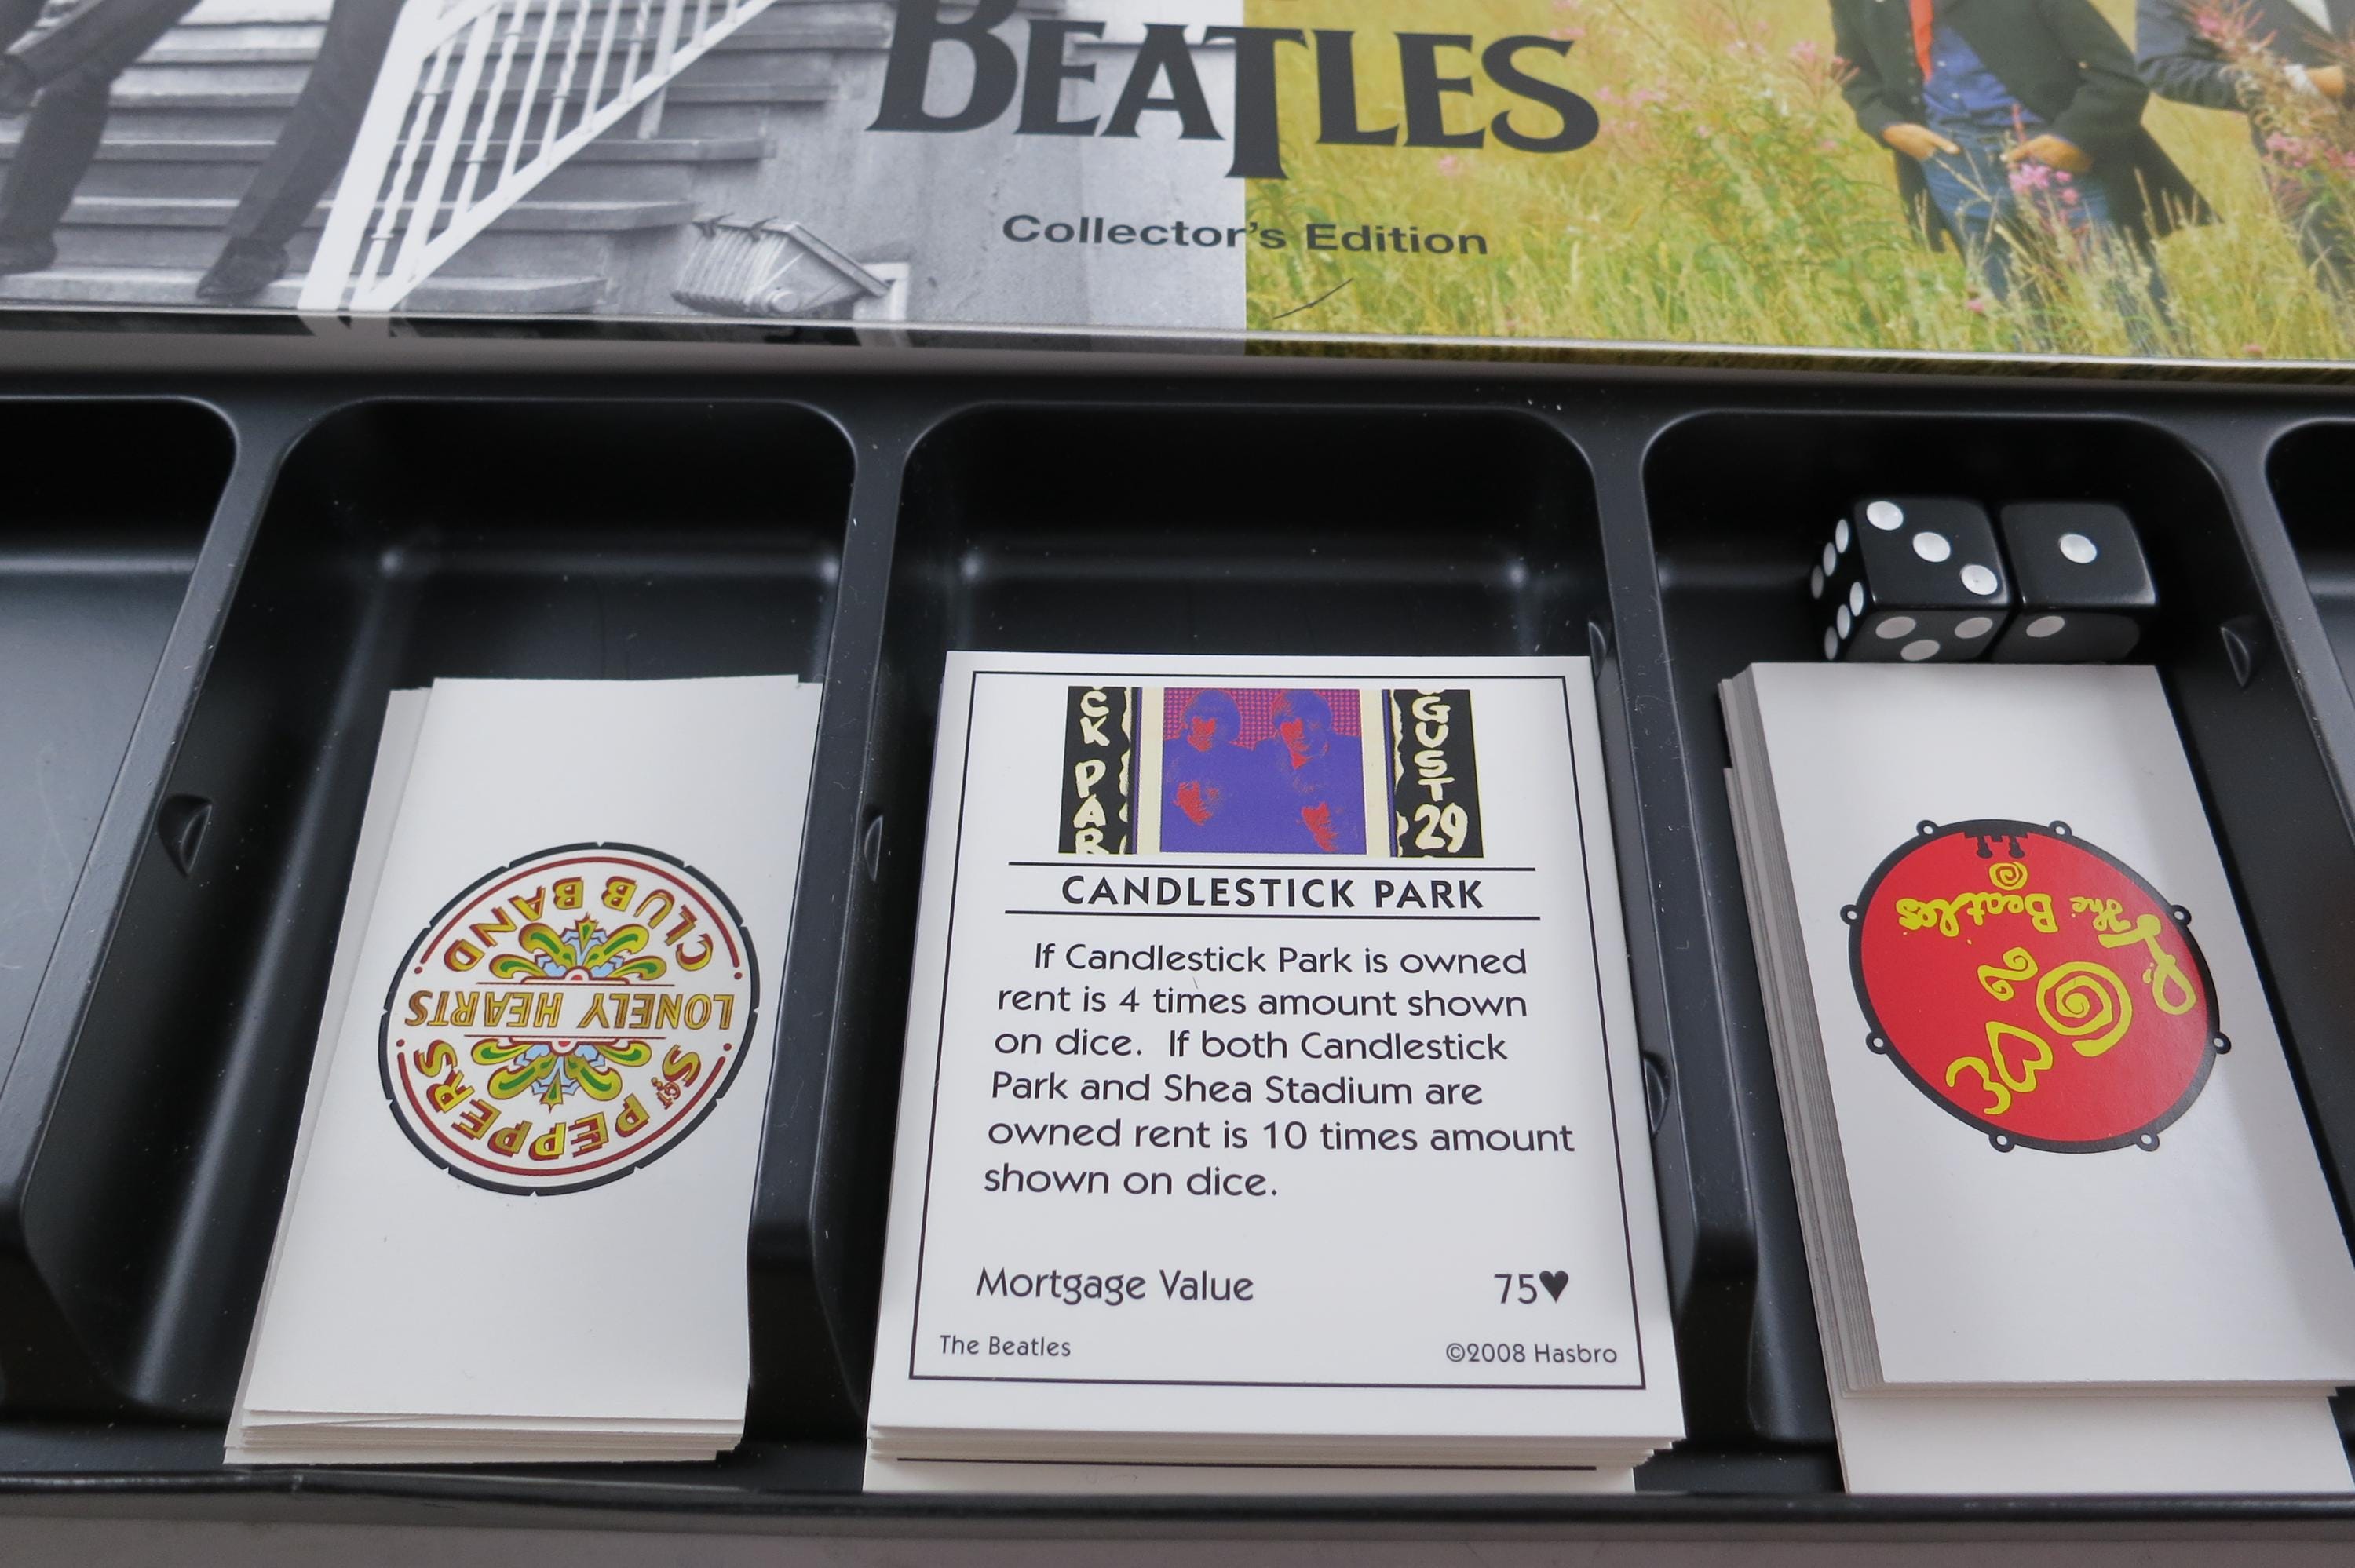 BEATLES
Collector's Edition
SGT PEPPERS
LONELY HEARTS
CLUB BAND
CK PAR
GUST 29
CANDLESTICK PARK
If Candlestick Park is owned
rent is 4 times amount shown
on dice. If both Candlestick
Park and Shea Stadium are
owned rent is 10 times amount
shown on dice.
Mortgage Value 75♥
The Beatles ©2008 Hasbro
The Beatles